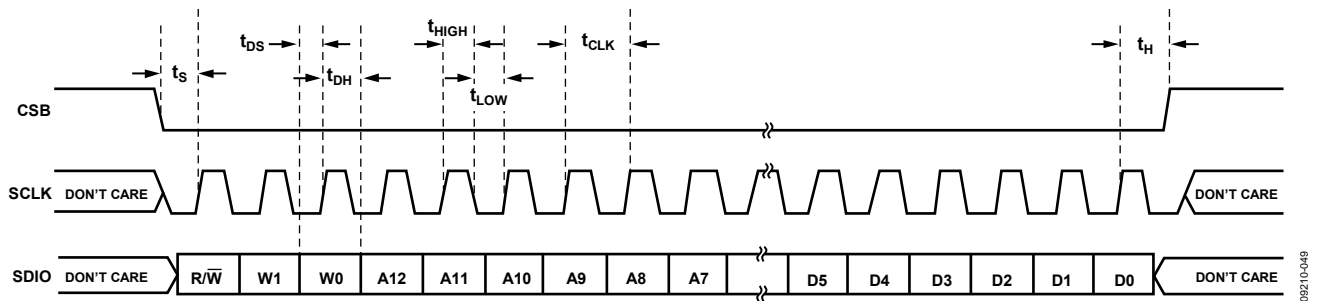 tHIGH
tDS tCLK tH
tS tDH
tLOW
CSB
SCLK DON'T CARE DON'T CARE
SDIO DON'T CARE R/W̅ W1 W0 A12 A11 A10 A9 A8 A7 D5 D4 D3 D2 D1 D0 DON'T CARE
09210-049